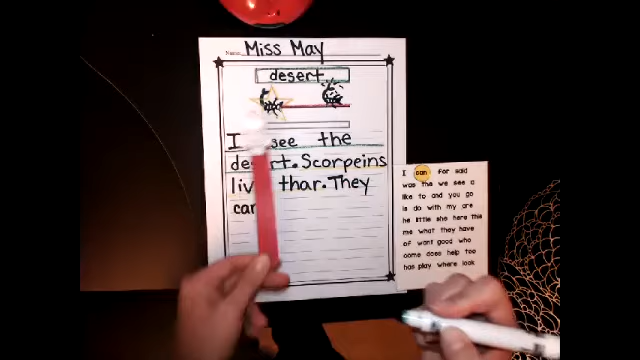 Name: Miss May
desert
I see the
desert. Scorpeins
liv thar. They
can
I can for said
was the we see a
like to and you go
is do with my are
he little she here this
me what they have
of want good who
come does help too
has play where look